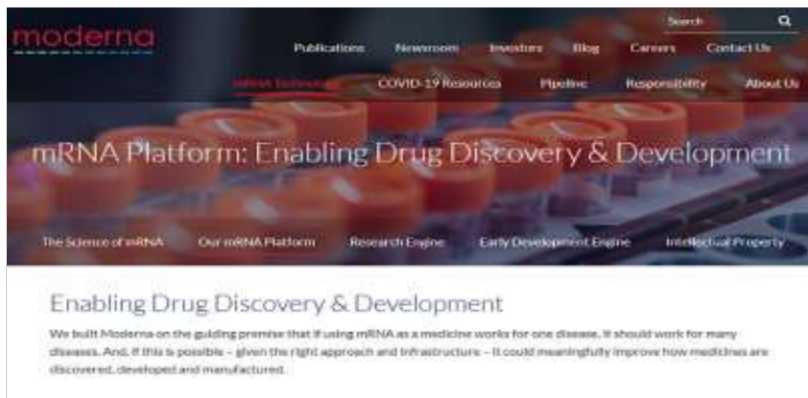 moderna
Search
Publications Newsroom Investors Blog Careers Contact Us
mRNA Technology COVID-19 Resources Pipeline Responsibility About Us
mRNA Platform: Enabling Drug Discovery & Development
The Science of mRNA Our mRNA Platform Research Engine Early Development Engine Intellectual Property
Enabling Drug Discovery & Development
We built Moderna on the guiding premise that if using mRNA as a medicine works for one disease, it should work for many
diseases. And, if this is possible – given the right approach and infrastructure – it could meaningfully improve how medicines are
discovered, developed and manufactured.